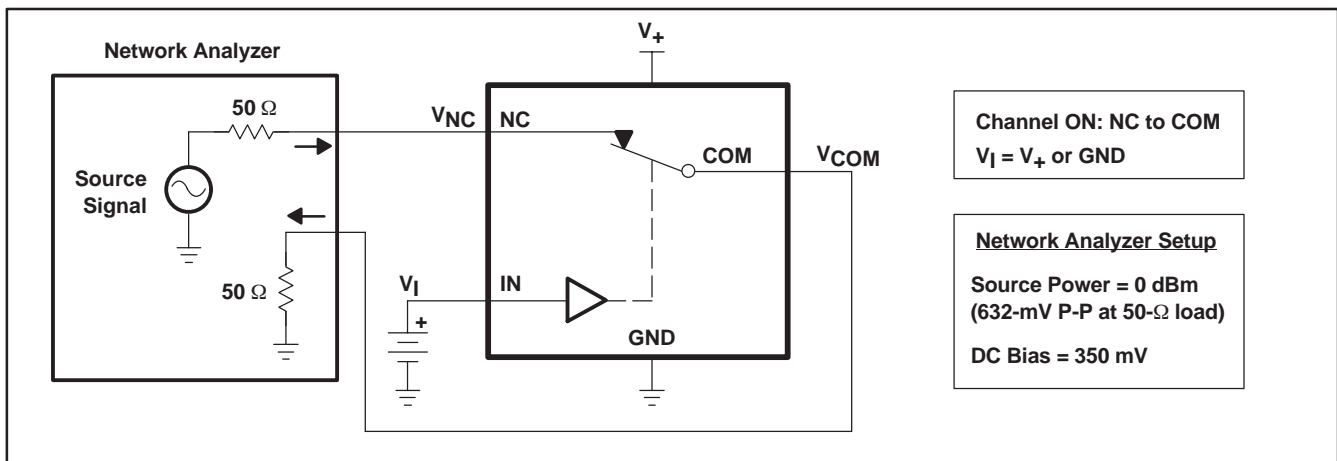 Network Analyzer
50 Ω
Source
Signal
50 Ω
V+
VNC
NC
COM
VCOM
VI
IN
+
GND
Channel ON: NC to COM
VI = V+ or GND
Network Analyzer Setup
Source Power = 0 dBm
(632-mV P-P at 50-Ω load)
DC Bias = 350 mV